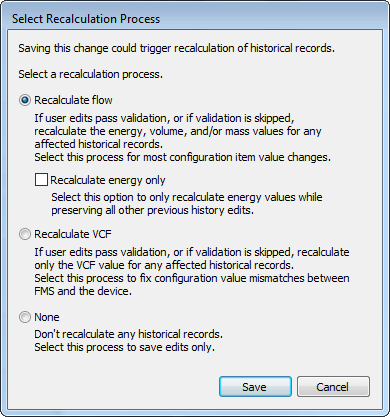 Select Recalculation Process
Saving this change could trigger recalculation of historical records.
Select a recalculation process.
Recalculate flow
If user edits pass validation, or if validation is skipped,
recalculate the energy, volume, and/or mass values for any
affected historical records.
Select this process for most configuration item value changes.
Recalculate energy only
Select this option to only recalculate energy values while
preserving all other previous history edits.
Recalculate VCF
If user edits pass validation, or if validation is skipped, recalculate
only the VCF value for any affected historical records.
Select this process to fix configuration value mismatches between
FMS and the device.
None
Don't recalculate any historical records.
Select this process to save edits only.
Save
Cancel